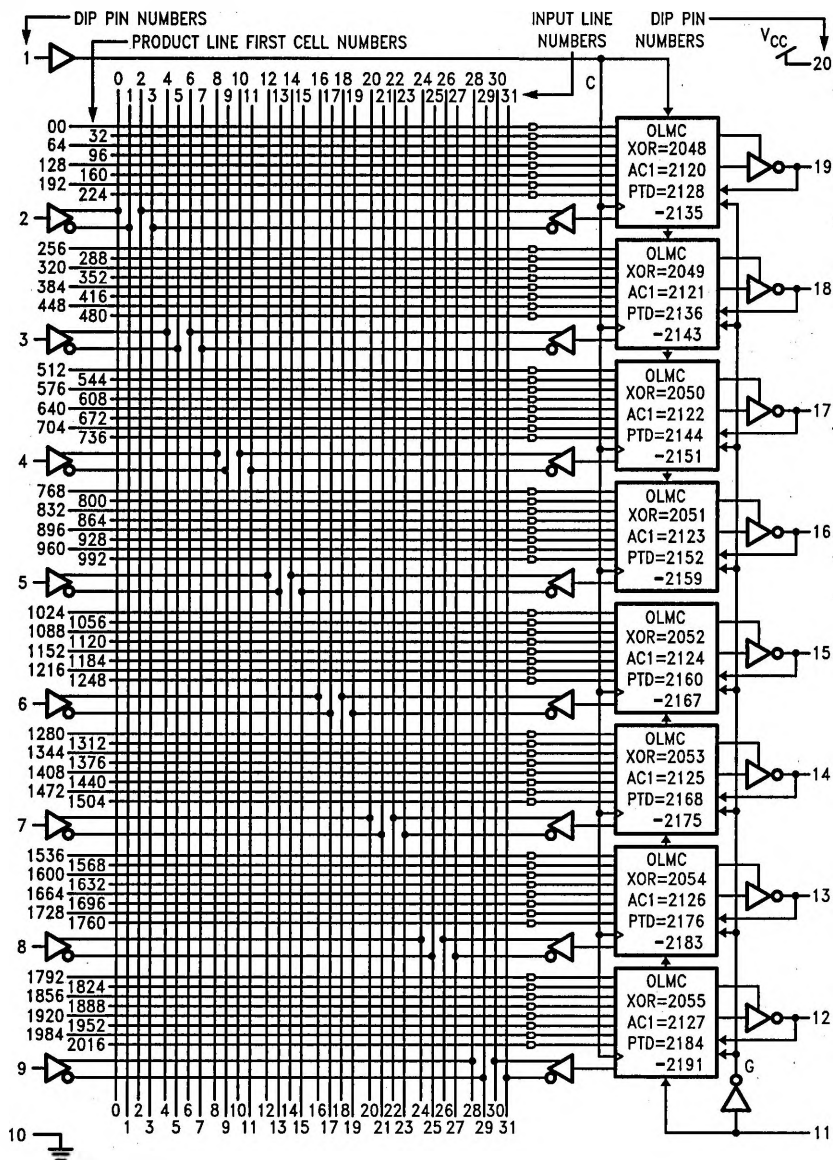 DIP PIN NUMBERS
INPUT LINE NUMBERS
DIP PIN NUMBERS
PRODUCT LINE FIRST CELL NUMBERS
VCC
1
20
0 2 4 6 8 10 12 14 16 18 20 22 24 26 28 30
1 3 5 7 9 11 13 15 17 19 21 23 25 27 29 31
C
00
32
64
96
128
160
192
224
OLMC
XOR=2048
AC1=2120
PTD=2128
-2135
19
2
256
288
320
352
384
416
448
480
OLMC
XOR=2049
AC1=2121
PTD=2136
-2143
18
3
512
544
576
608
640
672
704
736
OLMC
XOR=2050
AC1=2122
PTD=2144
-2151
17
4
768
800
832
864
896
928
960
992
OLMC
XOR=2051
AC1=2123
PTD=2152
-2159
16
5
1024
1056
1088
1120
1152
1184
1216
1248
OLMC
XOR=2052
AC1=2124
PTD=2160
-2167
15
6
1280
1312
1344
1376
1408
1440
1472
1504
OLMC
XOR=2053
AC1=2125
PTD=2168
-2175
14
7
1536
1568
1600
1632
1664
1696
1728
1760
OLMC
XOR=2054
AC1=2126
PTD=2176
-2183
13
8
1792
1824
1856
1888
1920
1952
1984
2016
OLMC
XOR=2055
AC1=2127
PTD=2184
-2191
12
9
G
0 2 4 6 8 10 12 14 16 18 20 22 24 26 28 30
1 3 5 7 9 11 13 15 17 19 21 23 25 27 29 31
10
11